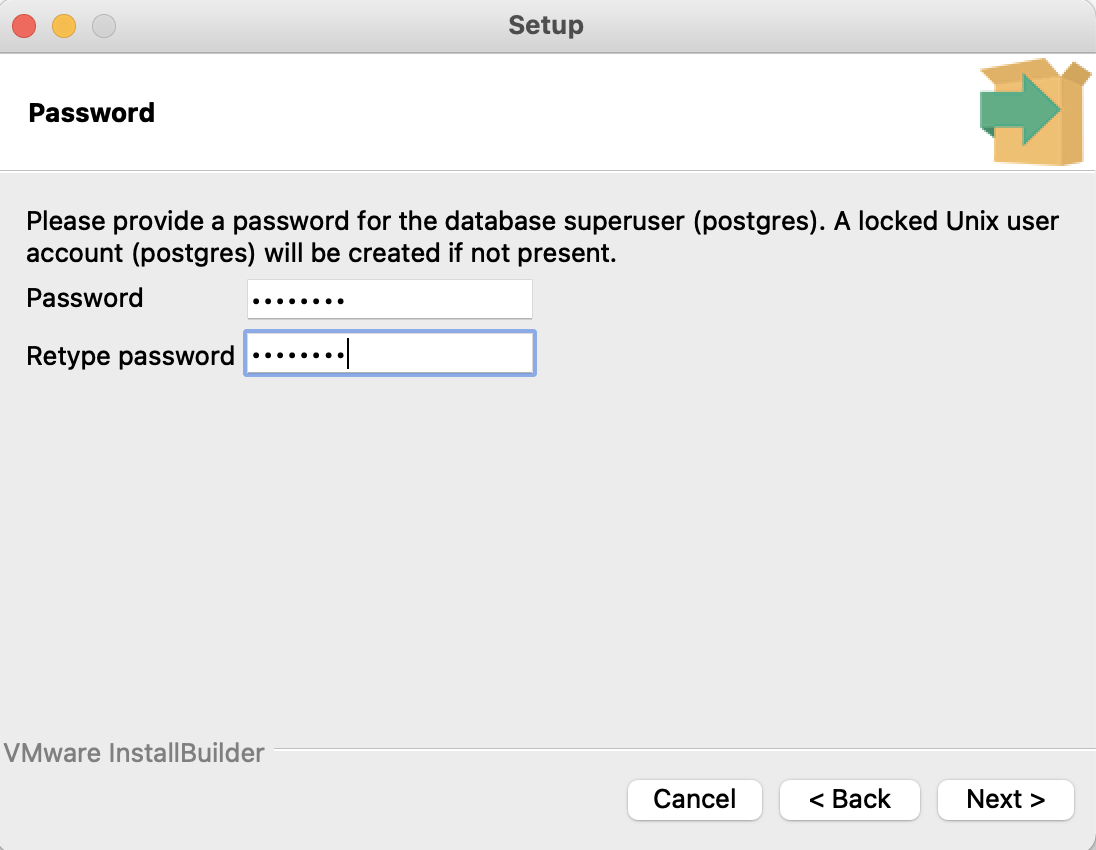 Setup
Password
Please provide a password for the database superuser (postgres). A locked Unix user
account (postgres) will be created if not present.
Password ••••••••
Retype password ••••••••
VMware InstallBuilder
Cancel < Back Next >